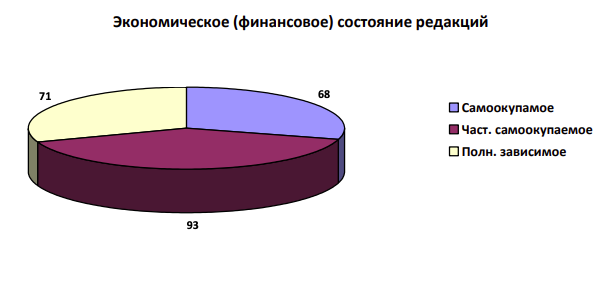 Экономическое (финансовое) состояние редакций
71
68
Самоокупамое
Част. самоокупаемое
Полн. зависимое
93